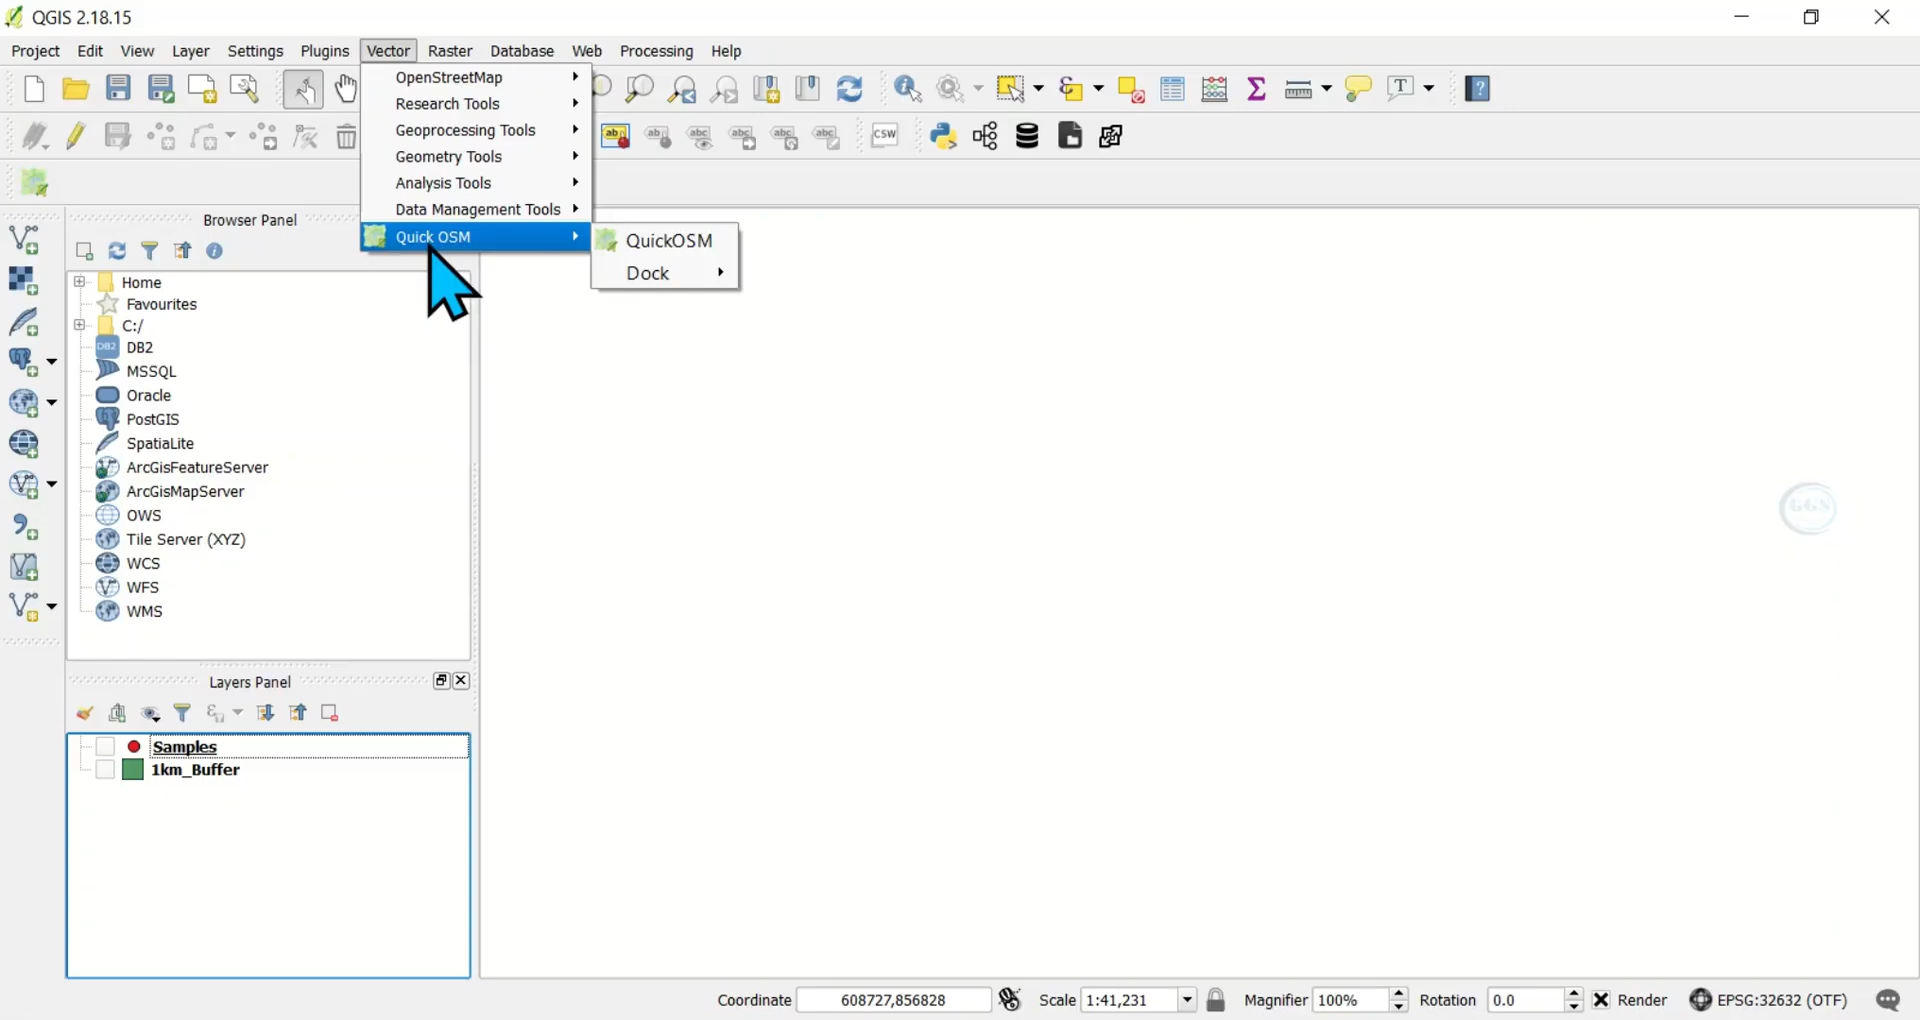 QGIS 2.18.15
Project Edit View Layer Settings Plugins Vector Raster Database Web Processing Help
OpenStreetMap
Research Tools
Geoprocessing Tools
Geometry Tools
Analysis Tools
Data Management Tools
Quick OSM
QuickOSM
Dock
CSW
Browser Panel
Home
Favourites
C:/
DB2 DB2
MSSQL
Oracle
PostGIS
SpatiaLite
ArcGisFeatureServer
ArcGisMapServer
OWS
Tile Server (XYZ)
WCS
WFS
WMS
GGS
Layers Panel
Samples
1km_Buffer
Coordinate 608727,856828 Scale 1:41,231 Magnifier 100% Rotation 0.0 Render EPSG:32632 (OTF)